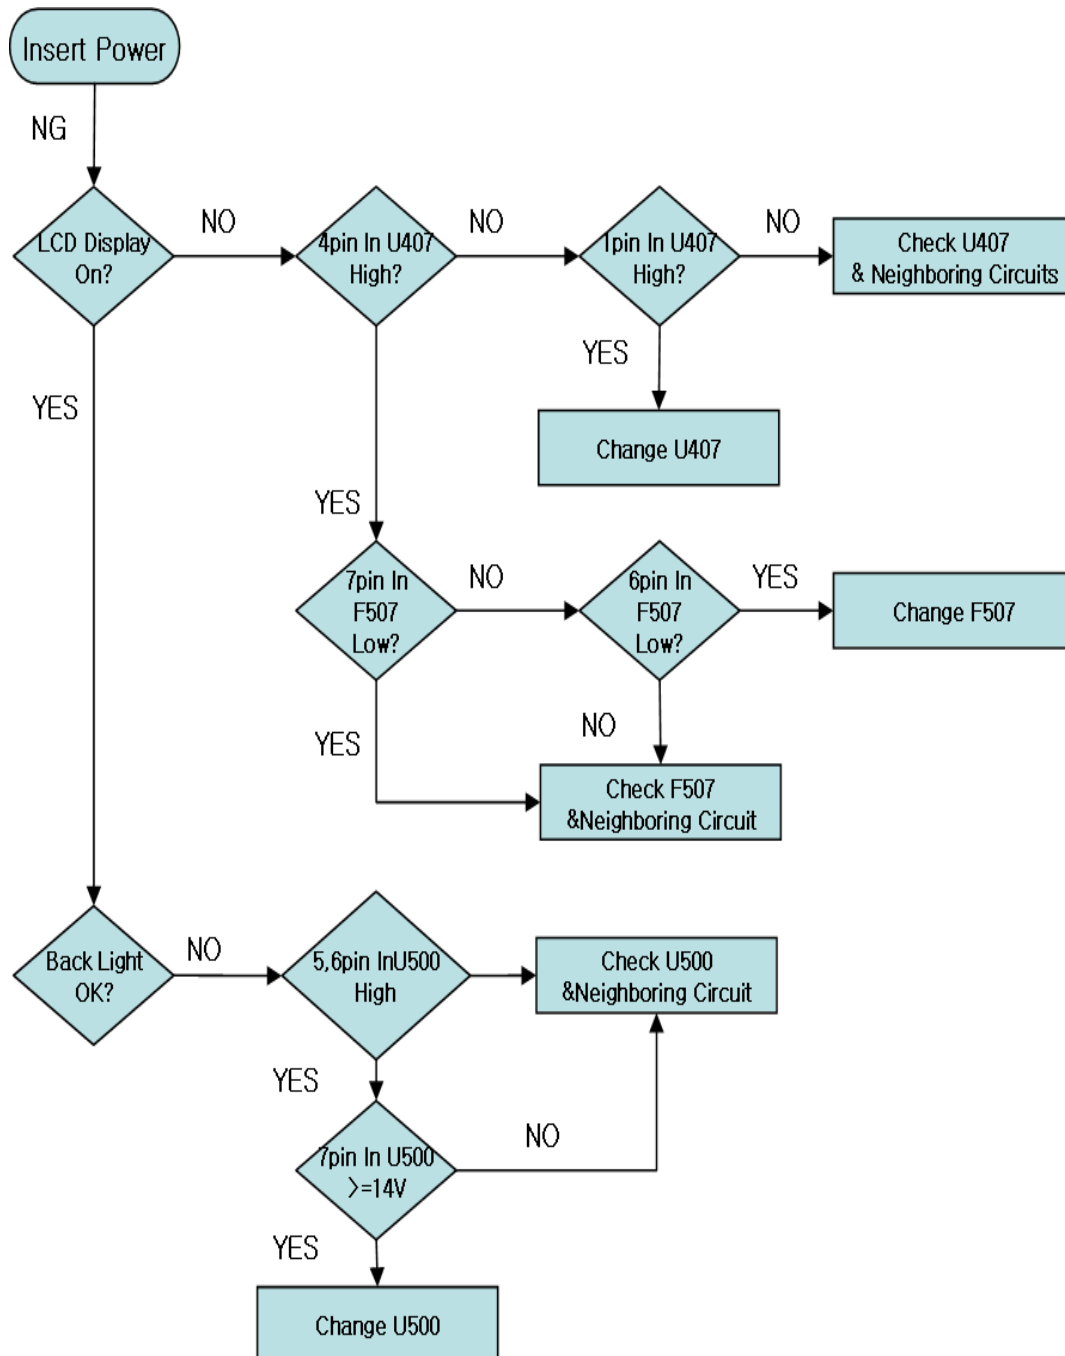 Insert Power
NG
LCD Display
On?
NO
4pin In U407
High?
NO
1pin In U407
High?
NO
Check U407
& Neighboring Circuits
YES
Change U407
YES
YES
7pin In
F507
Low?
NO
6pin In
F507
Low?
YES
Change F507
YES
NO
Check F507
&Neighboring Circuit
Back Light
OK?
NO
5,6pin InU500
High
Check U500
&Neighboring Circuit
YES
7pin In U500
>=14V
NO
YES
Change U500